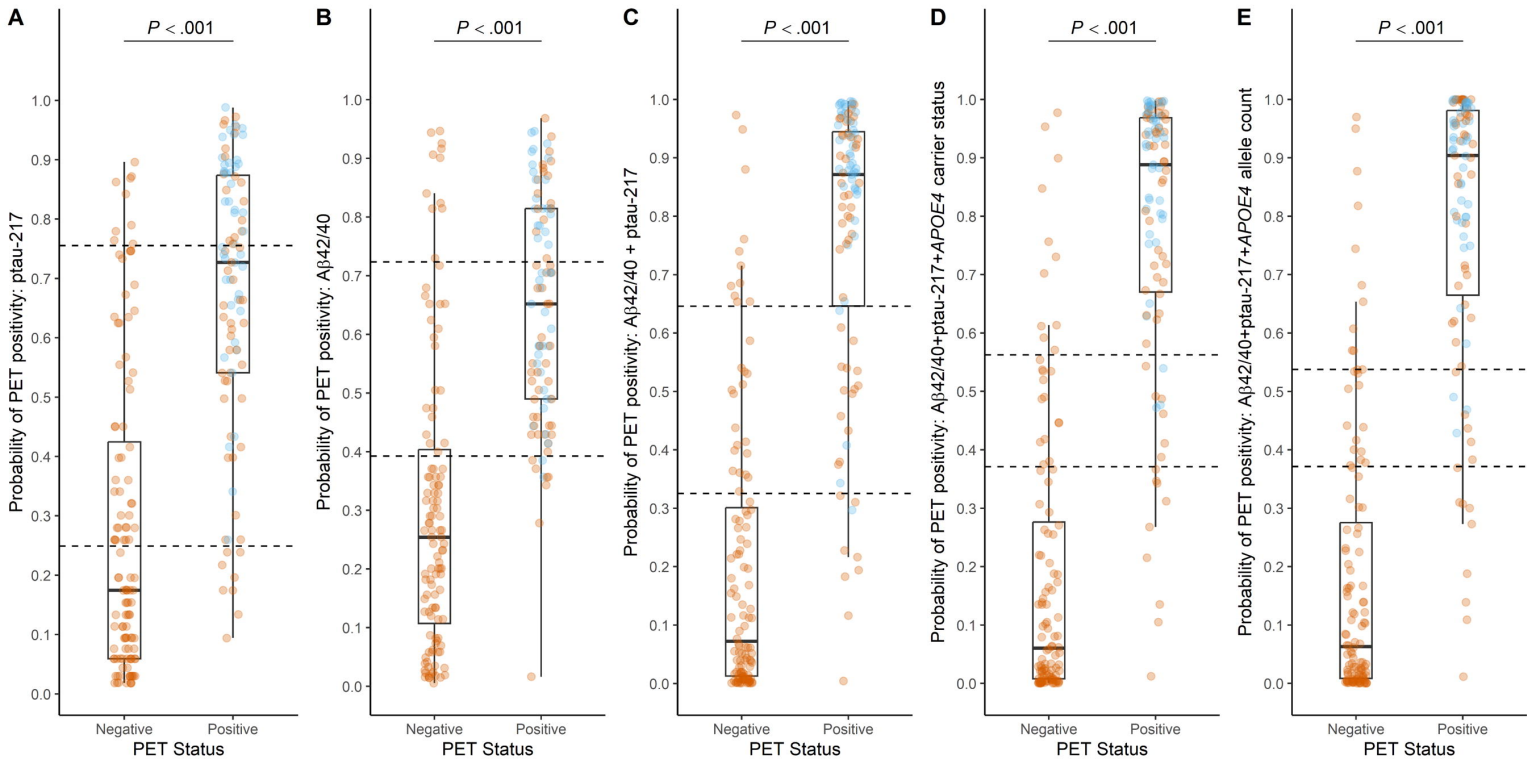 A
P < .001
Probability of PET positivity: ptau-217
1.0
0.9
0.8
0.7
0.6
0.5
0.4
0.3
0.2
0.1
0.0
Negative
Positive
PET Status
B
P < .001
Probability of PET positivity: Aβ42/40
1.0
0.9
0.8
0.7
0.6
0.5
0.4
0.3
0.2
0.1
0.0
Negative
Positive
PET Status
C
P < .001
Probability of PET positivity: Aβ42/40 + ptau-217
1.0
0.9
0.8
0.7
0.6
0.5
0.4
0.3
0.2
0.1
0.0
Negative
Positive
PET Status
D
P < .001
Probability of PET positivity: Aβ42/40+ptau-217+APOE4 carrier status
1.0
0.9
0.8
0.7
0.6
0.5
0.4
0.3
0.2
0.1
0.0
Negative
Positive
PET Status
E
P < .001
Probability of PET positivity: Aβ42/40+ptau-217+APOE4 allele count
1.0
0.9
0.8
0.7
0.6
0.5
0.4
0.3
0.2
0.1
0.0
Negative
Positive
PET Status